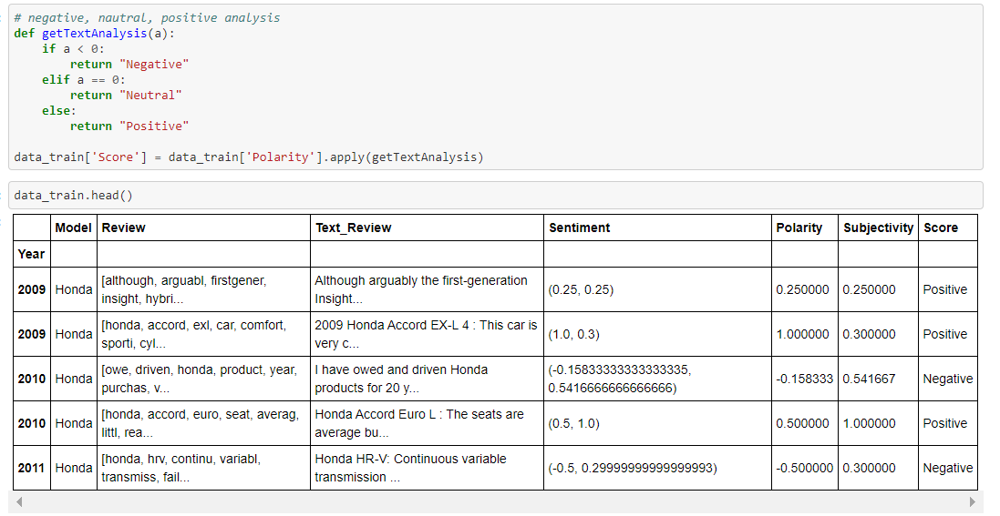 # negative, nautral, positive analysis
def getTextAnalysis(a):
    if a < 0:
        return "Negative"
    elif a == 0:
        return "Neutral"
    else:
        return "Positive"
data_train['Score'] = data_train['Polarity'].apply(getTextAnalysis)
data_train.head()
Model Review Text_Review Sentiment Polarity Subjectivity Score
Year
2009 Honda [although, arguabl, firstgener, insight, hybri... Although arguably the first-generation Insight... (0.25, 0.25) 0.250000 0.250000 Positive
2009 Honda [honda, accord, exl, car, comfort, sporti, cyl... 2009 Honda Accord EX-L 4 : This car is very c... (1.0, 0.3) 1.000000 0.300000 Positive
2010 Honda [owe, driven, honda, product, year, purchas, v... I have owed and driven Honda products for 20 y... (-0.15833333333333335, 0.5416666666666666) -0.158333 0.541667 Negative
2010 Honda [honda, accord, euro, seat, averag, littl, rea... Honda Accord Euro L : The seats are average bu... (0.5, 1.0) 0.500000 1.000000 Positive
2011 Honda [honda, hrv, continu, variabl, transmiss, fail... Honda HR-V: Continuous variable transmission ... (-0.5, 0.29999999999999993) -0.500000 0.300000 Negative